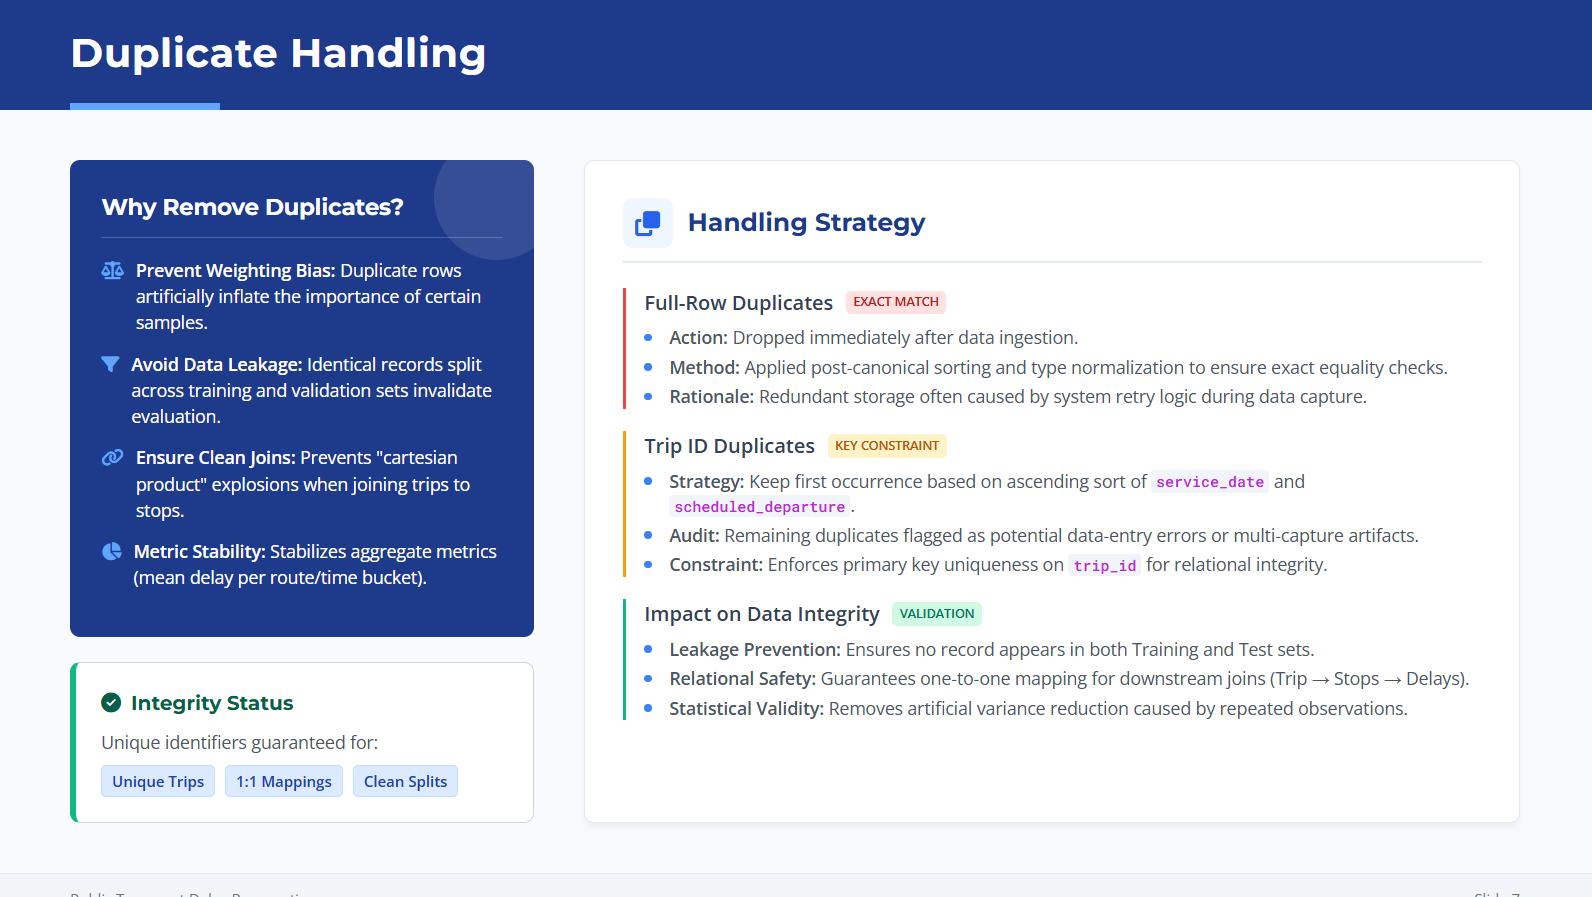 Duplicate Handling
Why Remove Duplicates?
Prevent Weighting Bias: Duplicate rows
artificially inflate the importance of certain
samples.
Avoid Data Leakage: Identical records split
across training and validation sets invalidate
evaluation.
Ensure Clean Joins: Prevents "cartesian
product" explosions when joining trips to
stops.
Metric Stability: Stabilizes aggregate metrics
(mean delay per route/time bucket).
Integrity Status
Unique identifiers guaranteed for:
Unique Trips 1:1 Mappings Clean Splits
Handling Strategy
Full-Row Duplicates EXACT MATCH
Action: Dropped immediately after data ingestion.
Method: Applied post-canonical sorting and type normalization to ensure exact equality checks.
Rationale: Redundant storage often caused by system retry logic during data capture.
Trip ID Duplicates KEY CONSTRAINT
Strategy: Keep first occurrence based on ascending sort of service_date and
scheduled_departure.
Audit: Remaining duplicates flagged as potential data-entry errors or multi-capture artifacts.
Constraint: Enforces primary key uniqueness on trip_id for relational integrity.
Impact on Data Integrity VALIDATION
Leakage Prevention: Ensures no record appears in both Training and Test sets.
Relational Safety: Guarantees one-to-one mapping for downstream joins (Trip → Stops → Delays).
Statistical Validity: Removes artificial variance reduction caused by repeated observations.
Slide 7